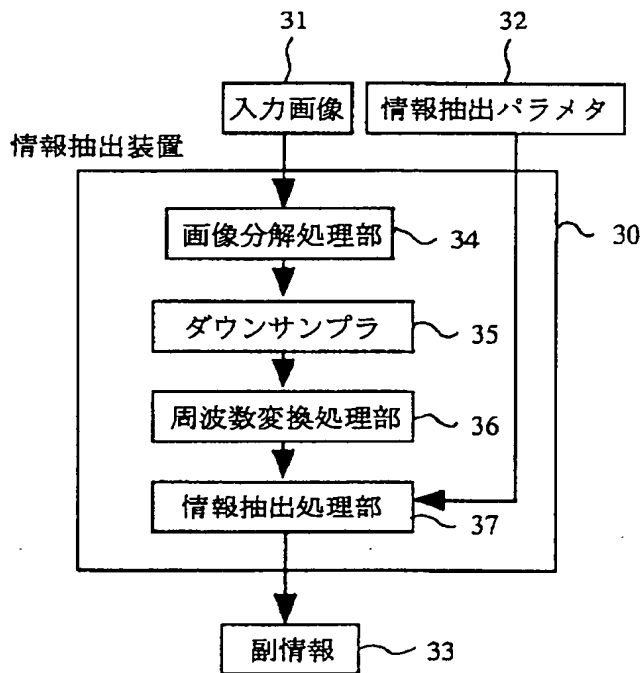 31
32
入力画像
情報抽出パラメタ
情報抽出装置
画像分解処理部
34
30
ダウンサンプラ
35
周波数変換処理部
36
情報抽出処理部
37
副情報
33